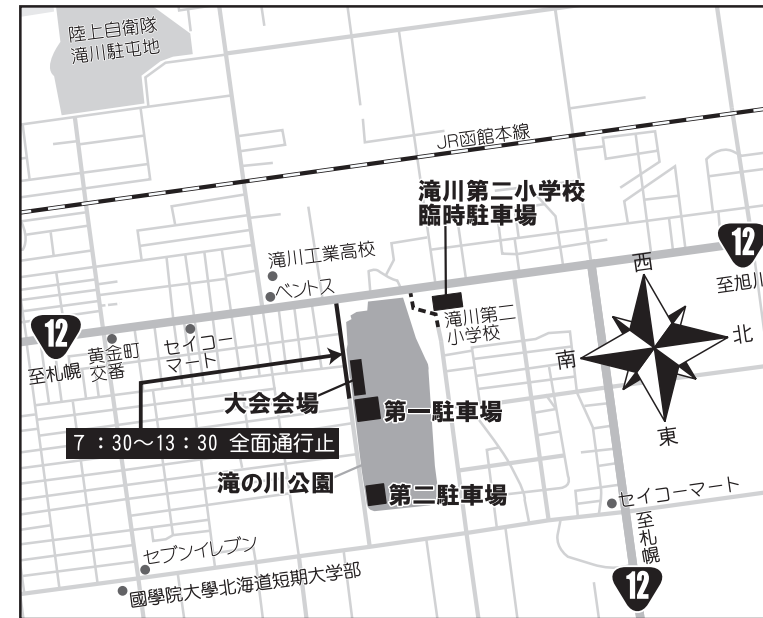 陸上自衛隊
滝川駐屯地
JR函館本線
滝川第二小学校
臨時駐車場
滝川工業高校
ベントス
12
至旭川
西
北
南
東
滝川第二
小学校
12
至札幌
黄金町
交番
セイコー
マート
大会会場
第一駐車場
7:30〜13:30 全面通行止
滝の川公園
第二駐車場
セイコーマート
至札幌
12
セブンイレブン
國學院大學北海道短期大学部